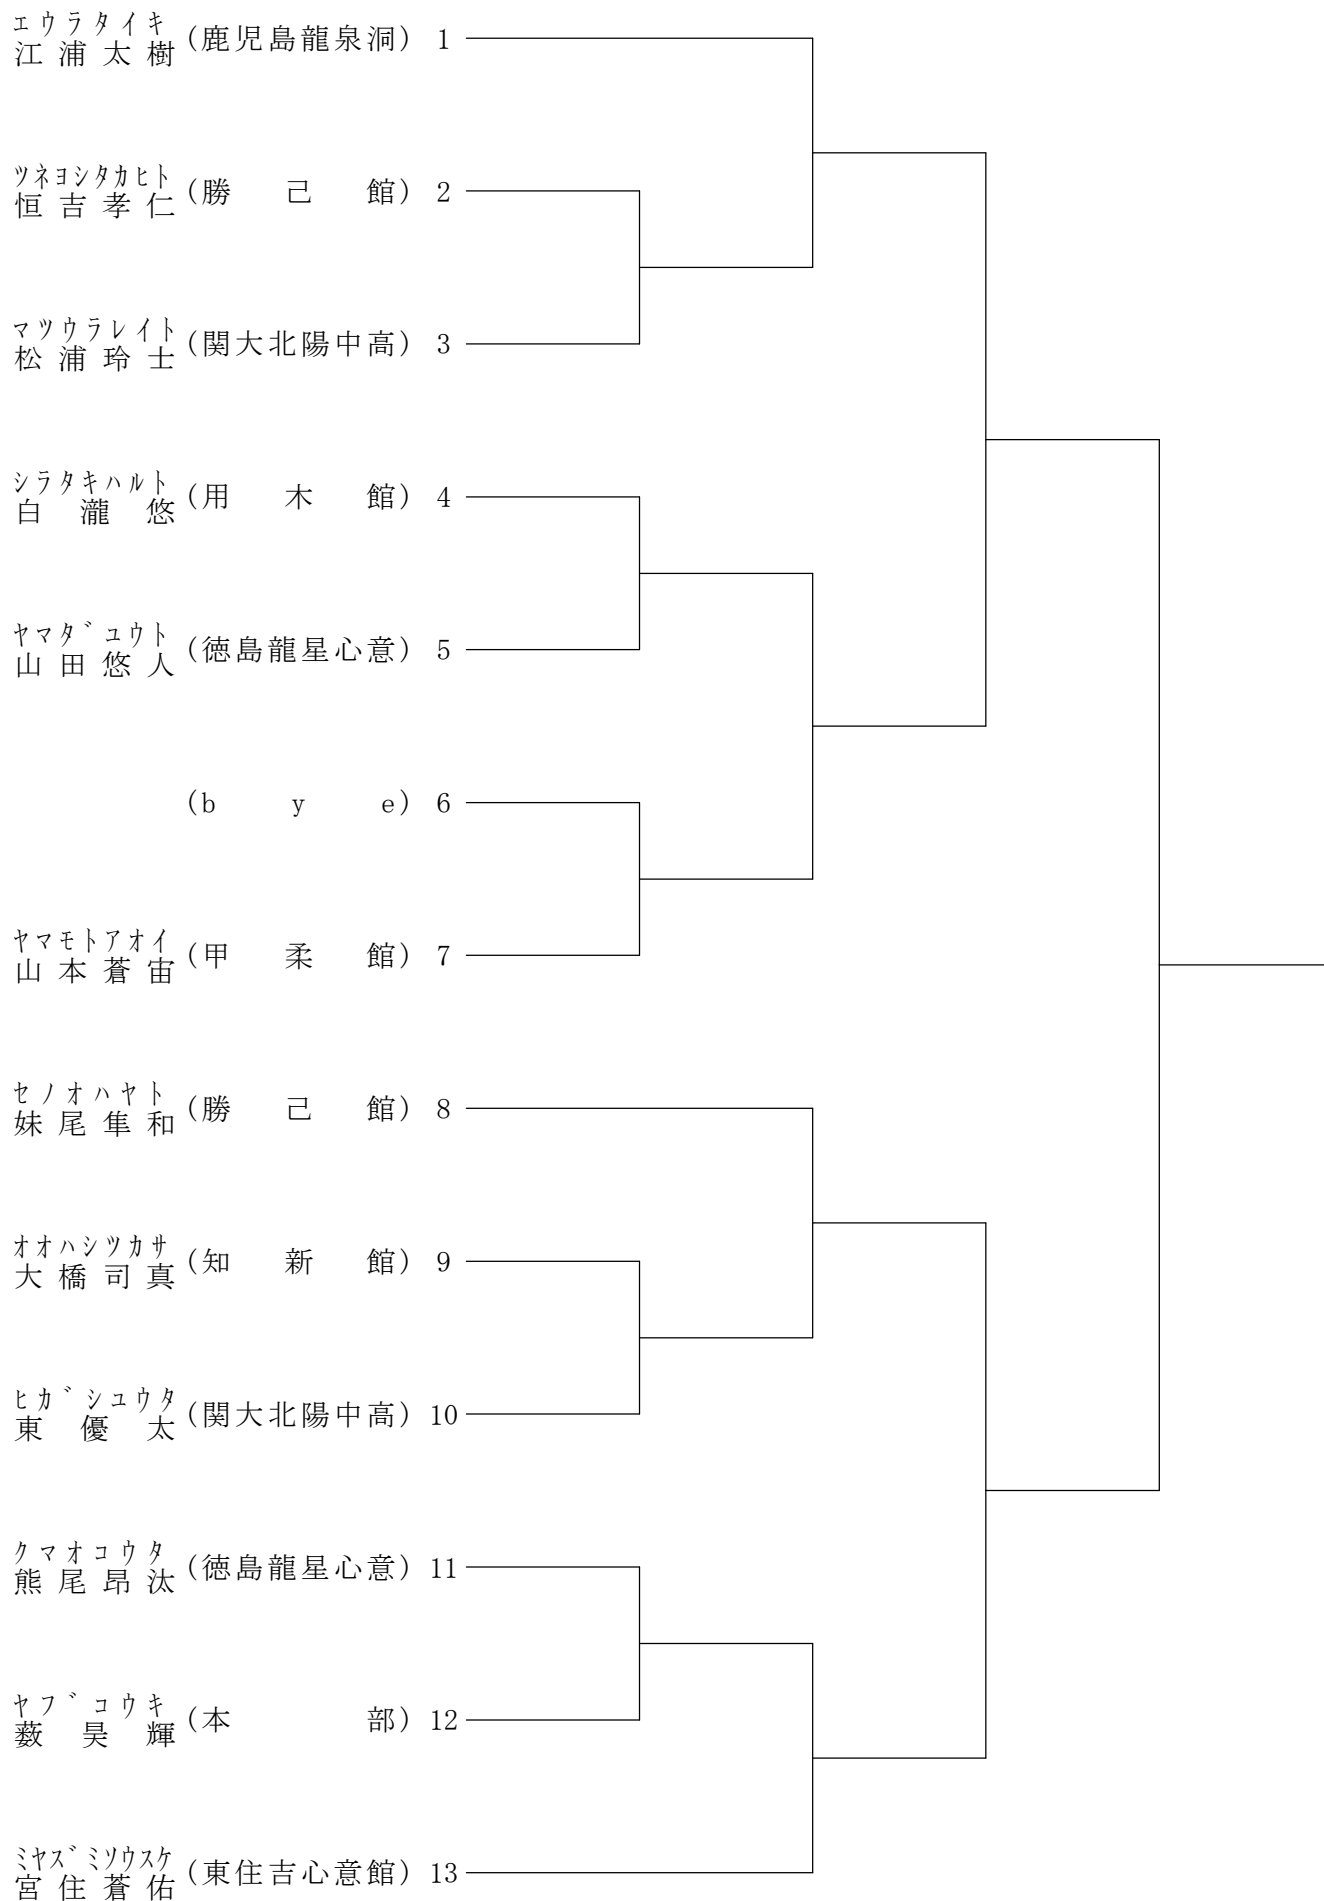 エウラタイキ
江浦太樹 (鹿児島龍泉洞) 1
ツネヨシタカヒト
恒吉孝仁 (勝己館) 2
マツウラレイト
松浦玲士 (関大北陽中高) 3
シラタキハルト
白瀧悠 (用木館) 4
ヤマダユウト
山田悠人 (徳島龍星心意) 5
(bye) 6
ヤマモトアオイ
山本蒼宙 (甲柔館) 7
セノオハヤト
妹尾隼和 (勝己館) 8
オオハシツカサ
大橋司真 (知新館) 9
ヒガシユウタ
東優太 (関大北陽中高) 10
クマオコウタ
熊尾昂汰 (徳島龍星心意) 11
ヤブコウキ
藪昊輝 (本部) 12
ミヤズミソウスケ
宮住蒼佑 (東住吉心意館) 13